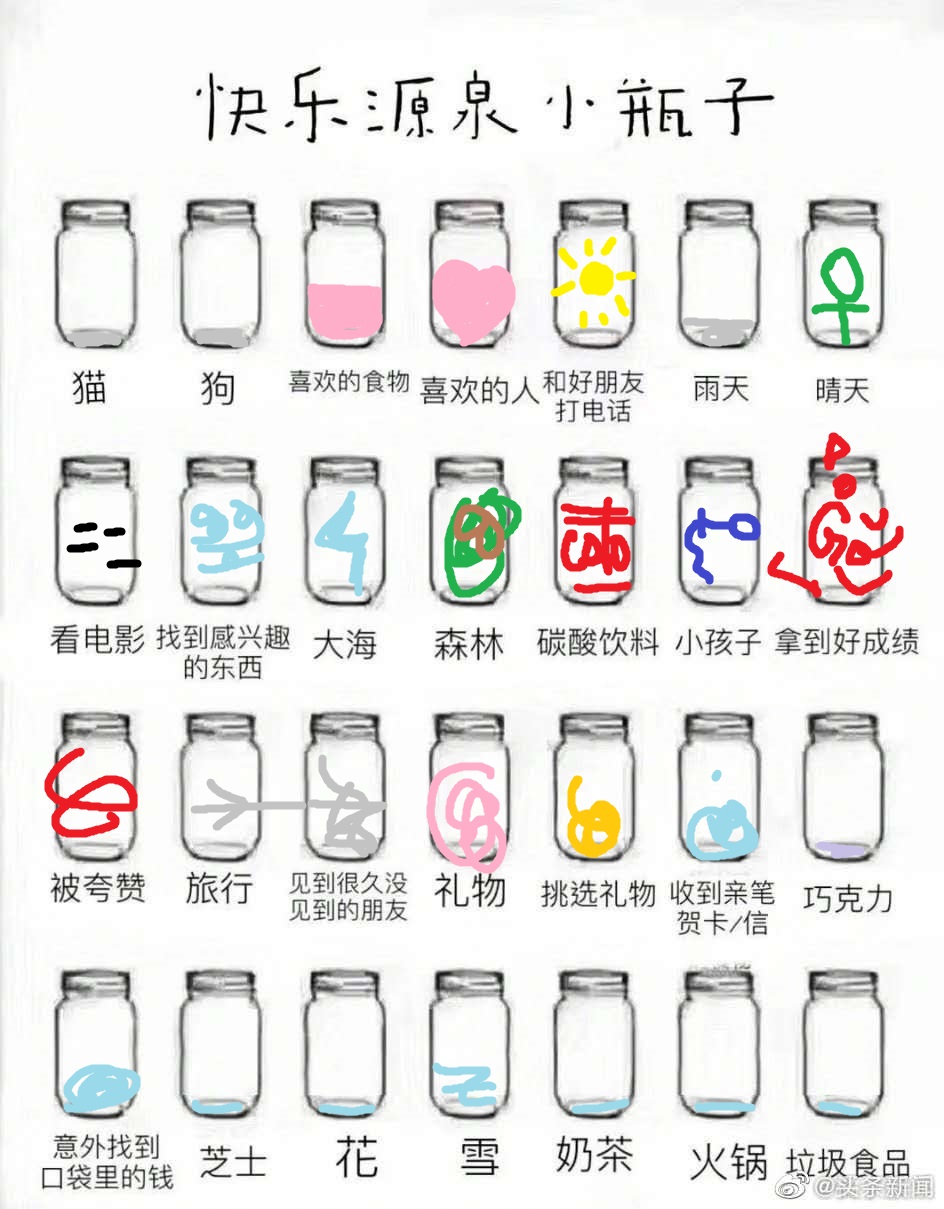 快乐源泉小瓶子
猫 狗 喜欢的食物 喜欢的人 和好朋友 雨天 晴天
打电话
看电影 找到感兴趣 大海 森林 碳酸饮料 小孩子 拿到好成绩
的东西
被夸赞 旅行 见到很久没 礼物 挑选礼物 收到亲笔 巧克力
见到的朋友 贺卡/信
意外找到 芝士 花 雪 奶茶 火锅 垃圾食品
口袋里的钱
@头条新闻